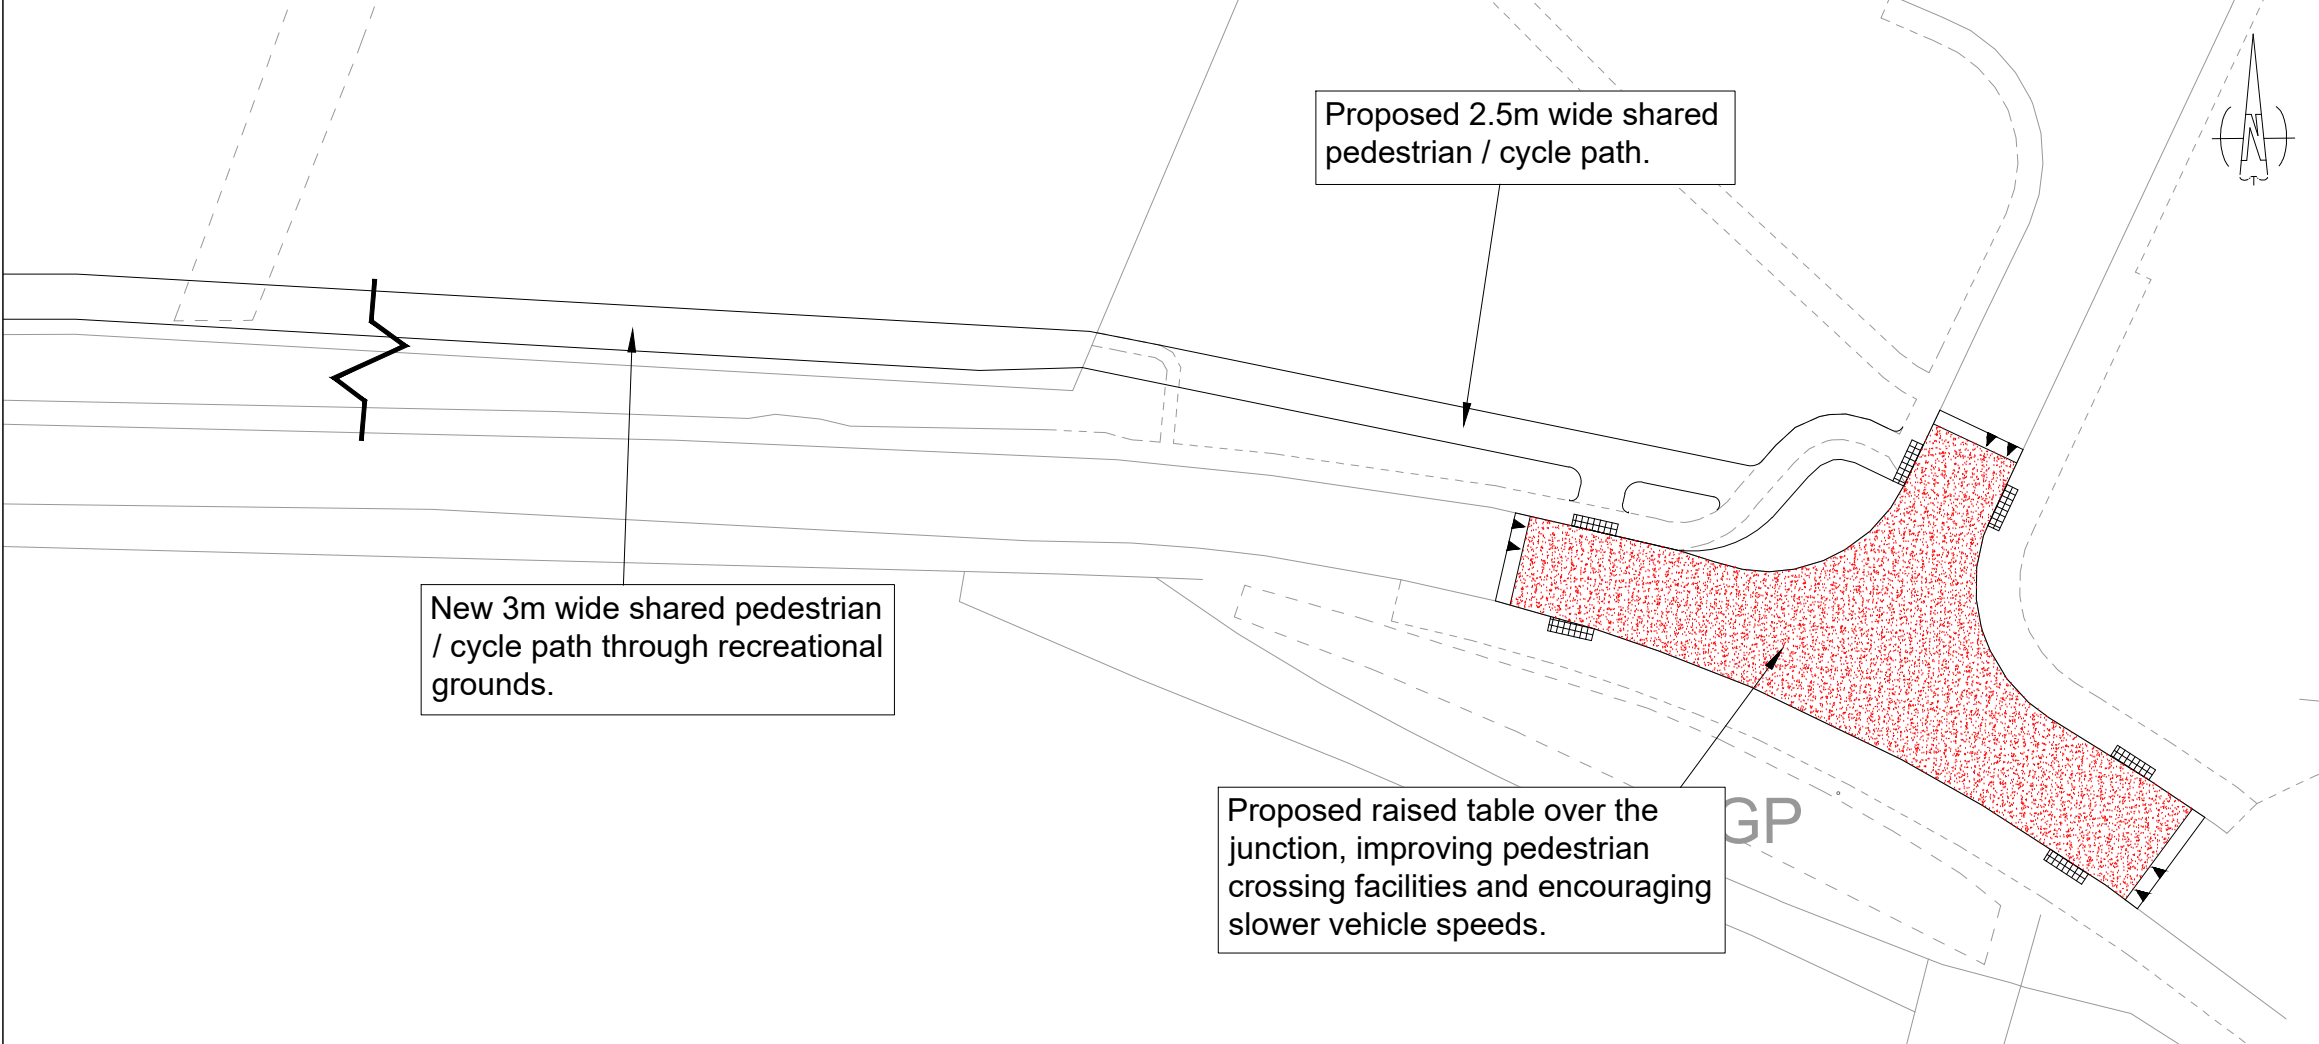 Proposed 2.5m wide shared
pedestrian / cycle path.
N
New 3m wide shared pedestrian
/ cycle path through recreational
grounds.
Proposed raised table over the
junction, improving pedestrian
crossing facilities and encouraging
slower vehicle speeds.
GP